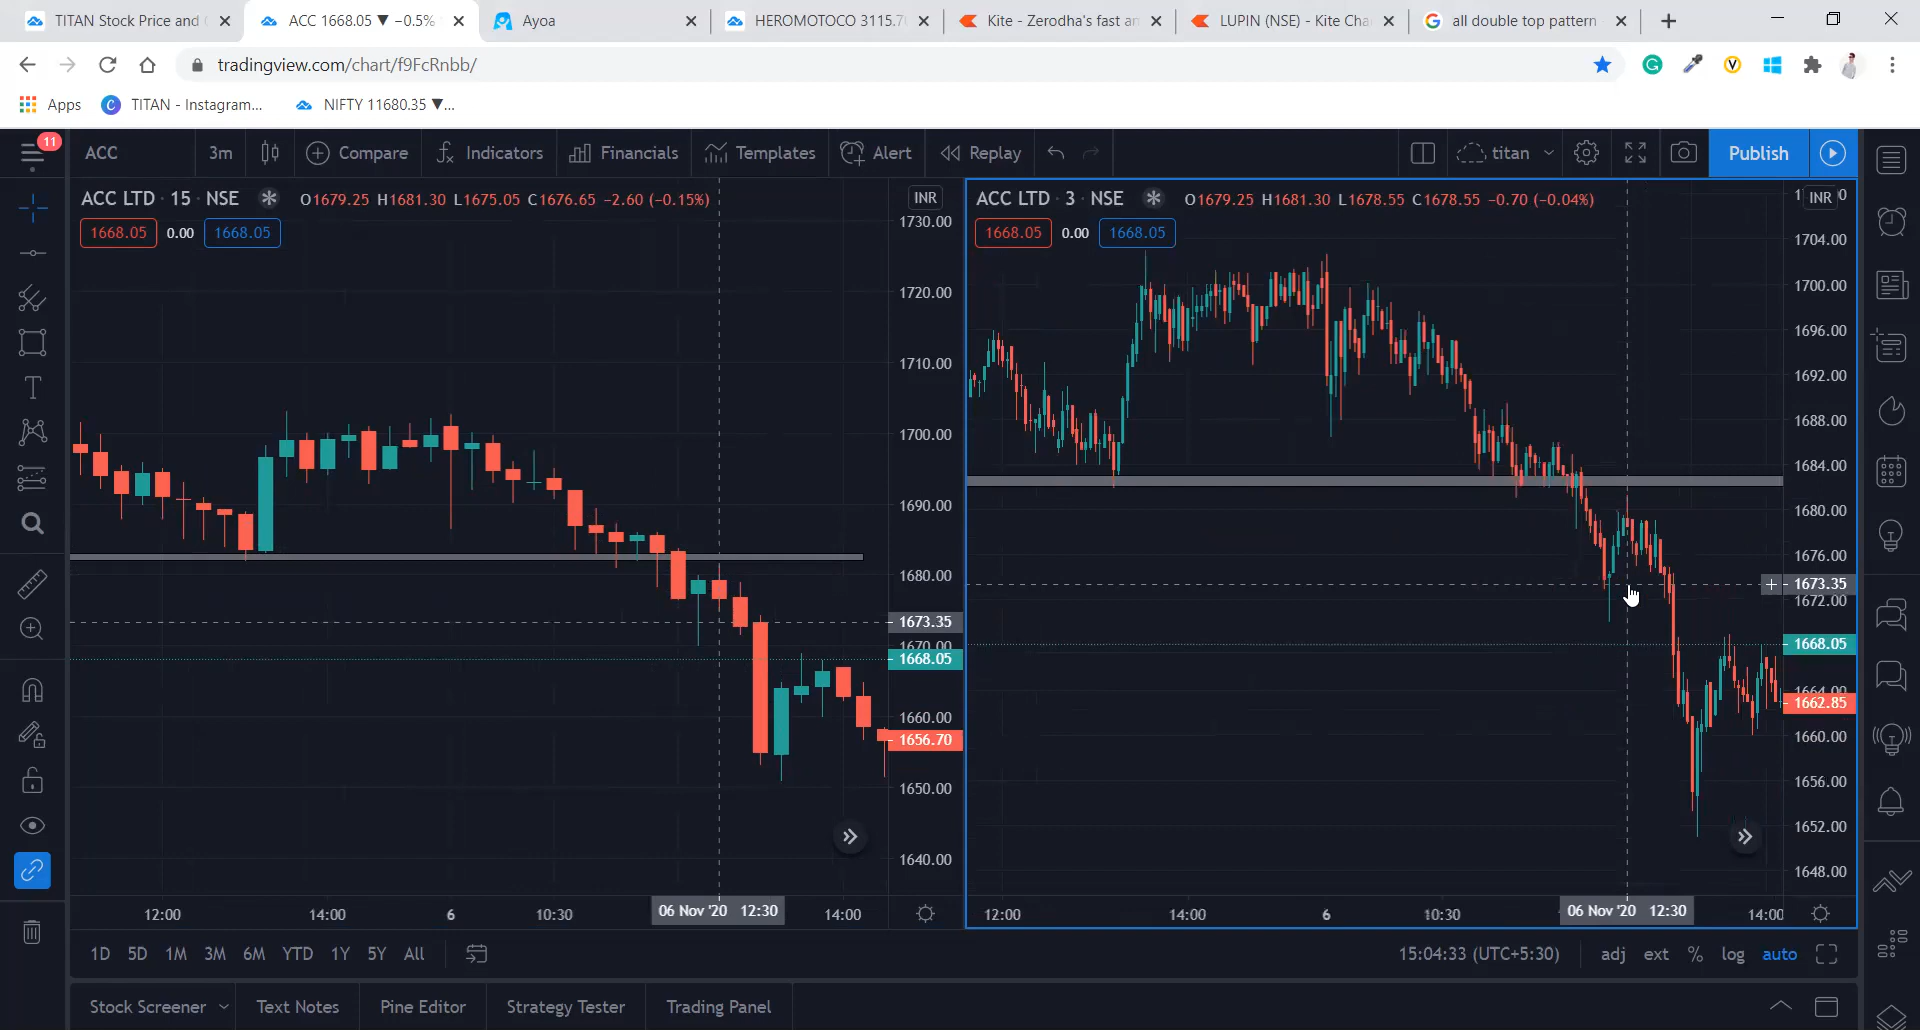 TITAN Stock Price and
ACC 1668.05 ▼ −0.5%
Ayoa
HEROMOTOCO 3115.7
Kite - Zerodha's fast an
LUPIN (NSE) - Kite Cha
all double top pattern
tradingview.com/chart/f9FcRnbb/
Apps
TITAN - Instagram...
NIFTY 11680.35 ▼...
11
ACC
3m
Compare
Indicators
Financials
Templates
Alert
Replay
titan
Publish
ACC LTD · 15 · NSE
O1679.25 H1681.30 L1675.05 C1676.65 −2.60 (−0.15%)
INR
1668.05 0.00 1668.05
1730.00
1720.00
1710.00
1700.00
1690.00
1680.00
1673.35
1670.00
1668.05
1660.00
1656.70
1650.00
1640.00
12:00
14:00
6
10:30
06 Nov '20 12:30
14:00
ACC LTD · 3 · NSE
O1679.25 H1681.30 L1678.55 C1678.55 −0.70 (−0.04%)
INR
1668.05 0.00 1668.05
1704.00
1700.00
1696.00
1692.00
1688.00
1684.00
1680.00
1676.00
1673.35
1672.00
1668.05
1664.00
1662.85
1660.00
1656.00
1652.00
1648.00
12:00
14:00
6
10:30
06 Nov '20 12:30
14:00
1D 5D 1M 3M 6M YTD 1Y 5Y All
15:04:33 (UTC+5:30)
adj ext % log auto
Stock Screener
Text Notes
Pine Editor
Strategy Tester
Trading Panel